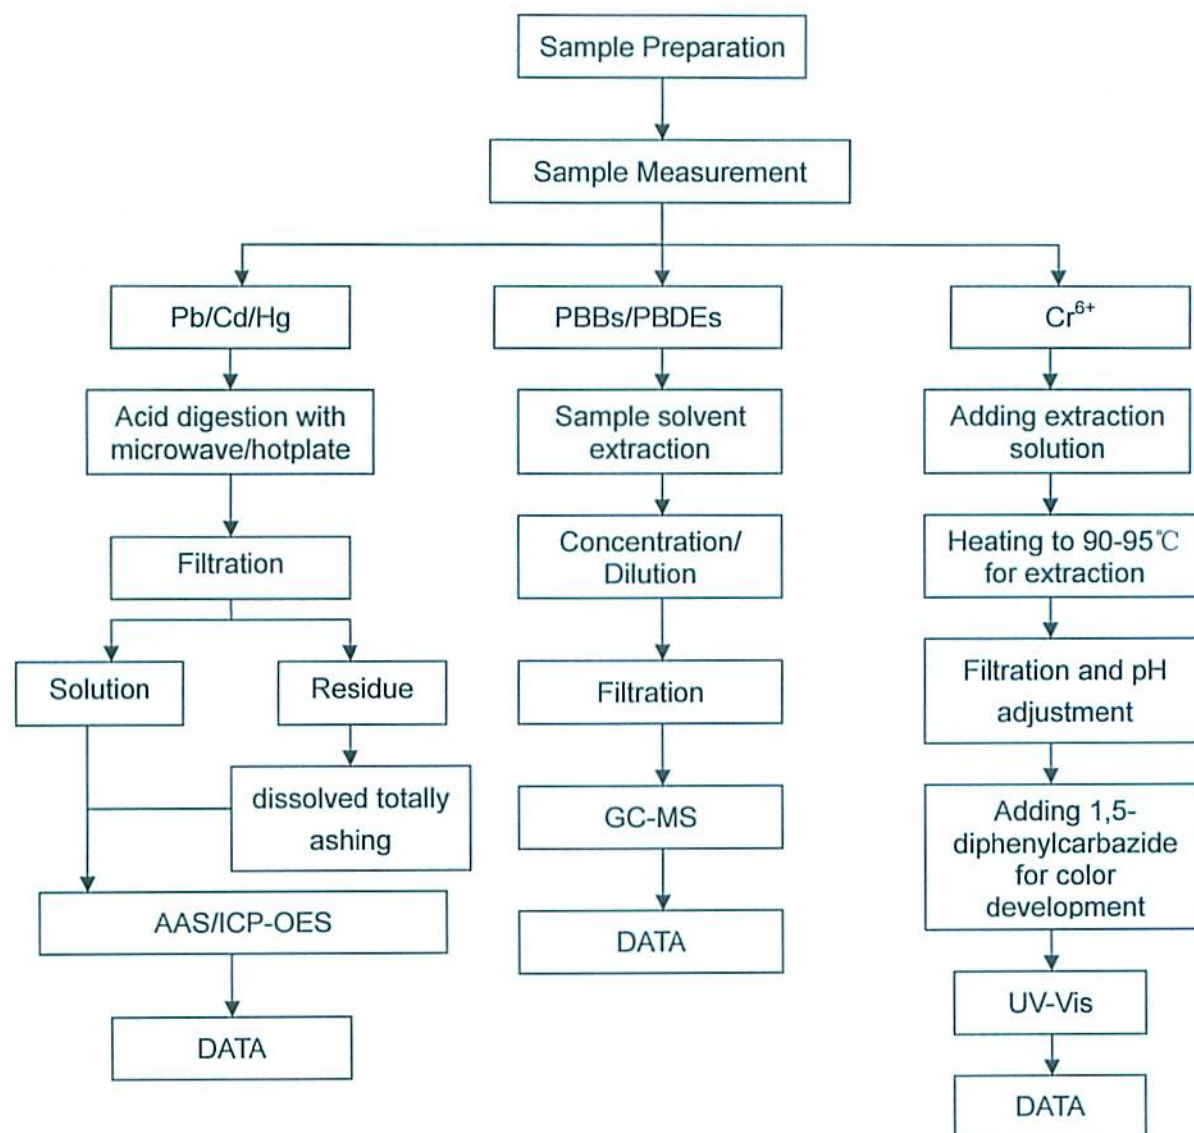 Sample Preparation
Sample Measurement
Pb/Cd/Hg
Acid digestion with
microwave/hotplate
Filtration
Solution
Residue
dissolved totally
ashing
AAS/ICP-OES
DATA
PBBs/PBDEs
Sample solvent
extraction
Concentration/
Dilution
Filtration
GC-MS
DATA
Cr⁶⁺
Adding extraction
solution
Heating to 90-95℃
for extraction
Filtration and pH
adjustment
Adding 1,5-
diphenylcarbazide
for color
development
UV-Vis
DATA